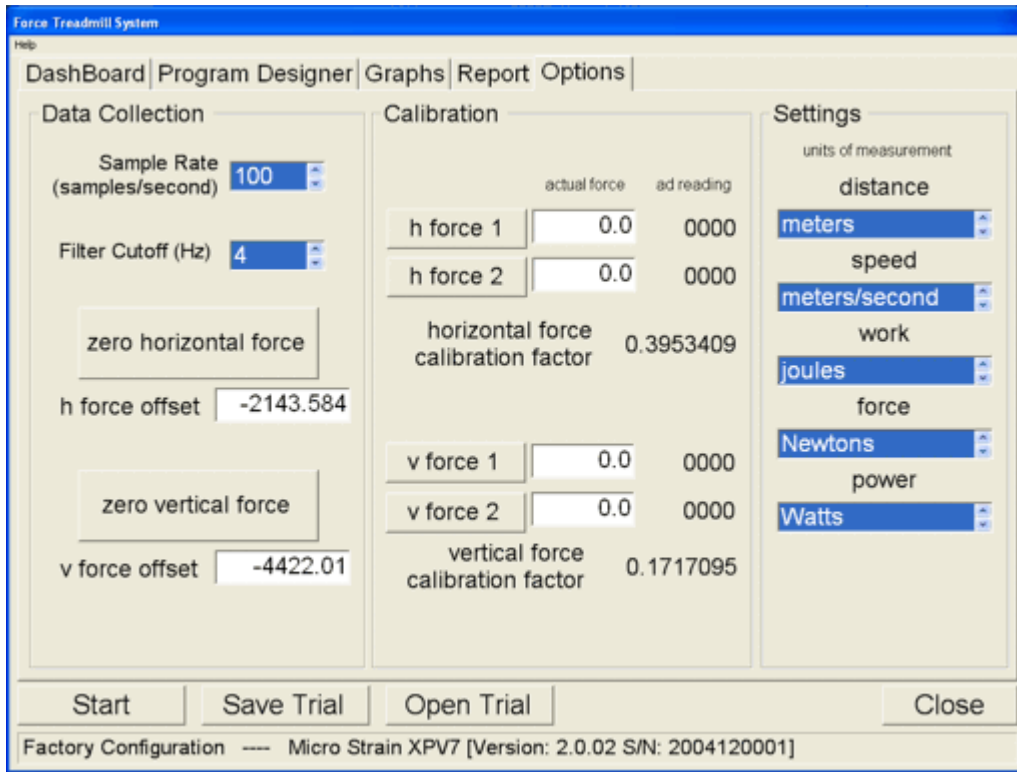 Force Treadmill System
Help
DashBoard Program Designer Graphs Report Options
Data Collection
Sample Rate
(samples/second) 100
Filter Cutoff (Hz) 4
zero horizontal force
h force offset -2143.584
zero vertical force
v force offset -4422.01
Calibration
actual force ad reading
h force 1 0.0 0000
h force 2 0.0 0000
horizontal force
calibration factor 0.3953409
v force 1 0.0 0000
v force 2 0.0 0000
vertical force
calibration factor 0.1717095
Settings
units of measurement
distance
meters
speed
meters/second
work
joules
force
Newtons
power
Watts
Start Save Trial Open Trial Close
Factory Configuration ---- Micro Strain XPV7 [Version: 2.0.02 S/N: 2004120001]